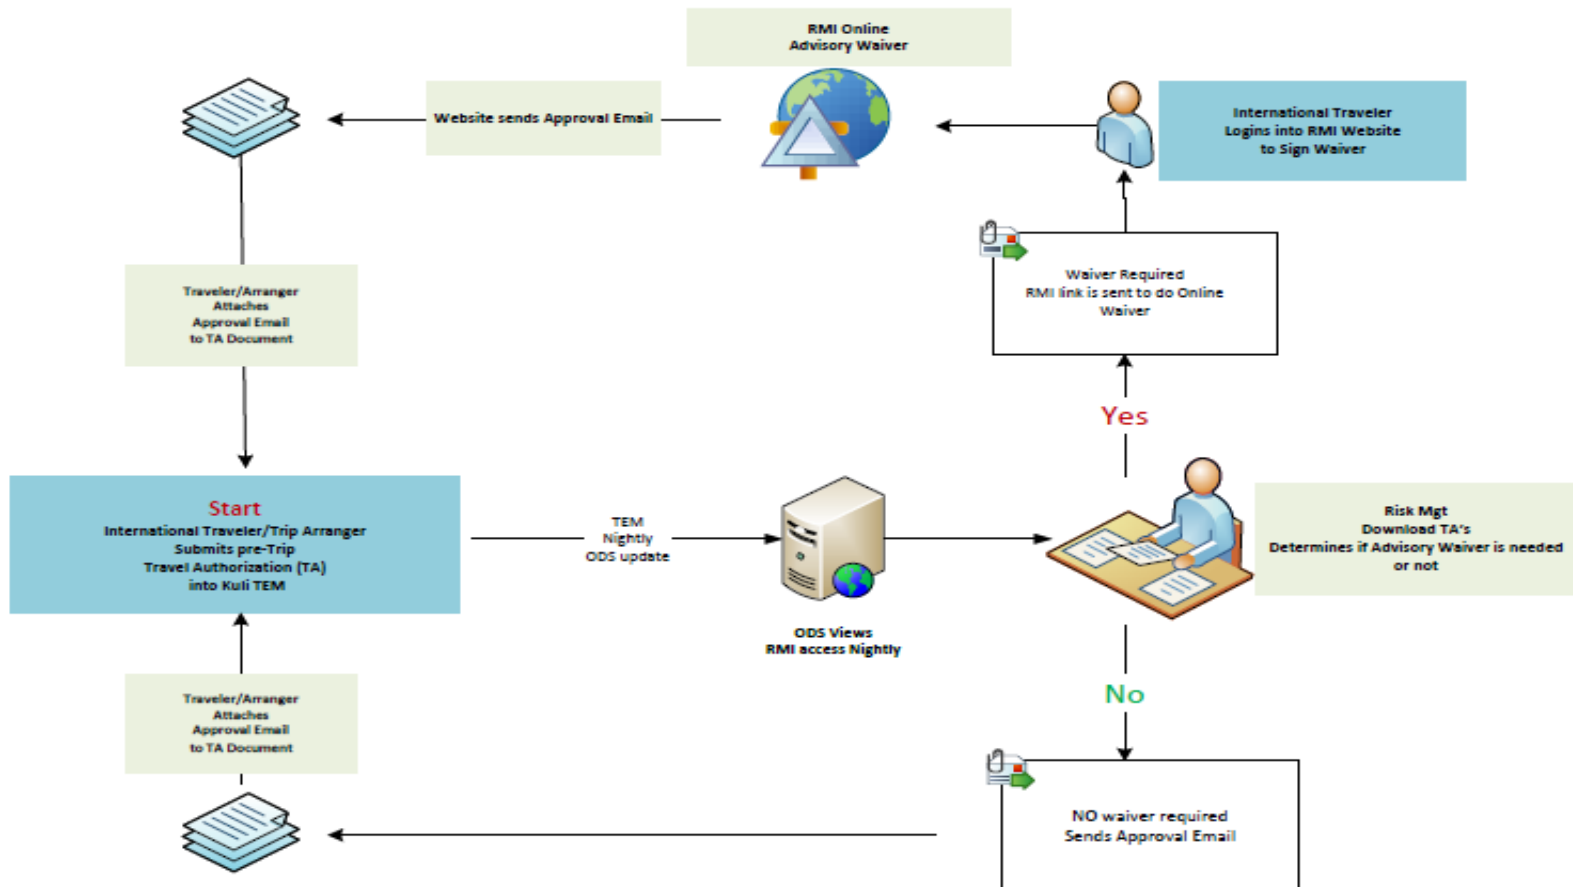 RMI Online
Advisory Waiver
Website sends Approval Email
International Traveler
Logins into RMI Website
to Sign Waiver
Waiver Required
RMI link is sent to do Online
Waiver
Traveler/Arranger
Attaches
Approval Email
to TA Document
Yes
Start
International Traveler/Trip Arranger
Submits pre-Trip
Travel Authorization (TA)
into Kuli TEM
TEM
Nightly
ODS update
ODS Views
RMI access Nightly
Risk Mgt
Download TA's
Determines if Advisory Waiver is needed
or not
No
Traveler/Arranger
Attaches
Approval Email
to TA Document
NO waiver required
Sends Approval Email